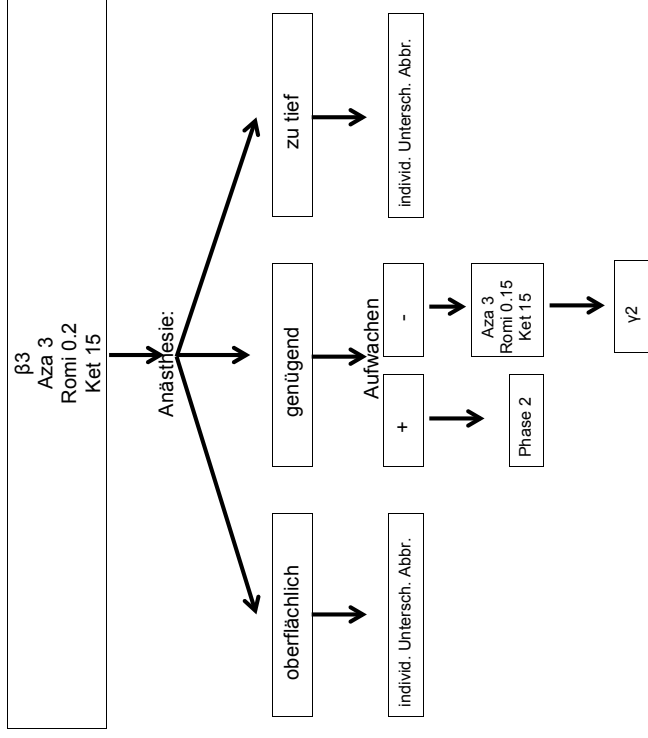 β3
Aza 3
Romi 0.2
Ket 15
Anästhesie:
oberflächlich
genügend
zu tief
individ. Untersch. Abbr.
Aufwachen
individ. Untersch. Abbr.
+
-
Phase 2
Aza 3
Romi 0.15
Ket 15
γ2